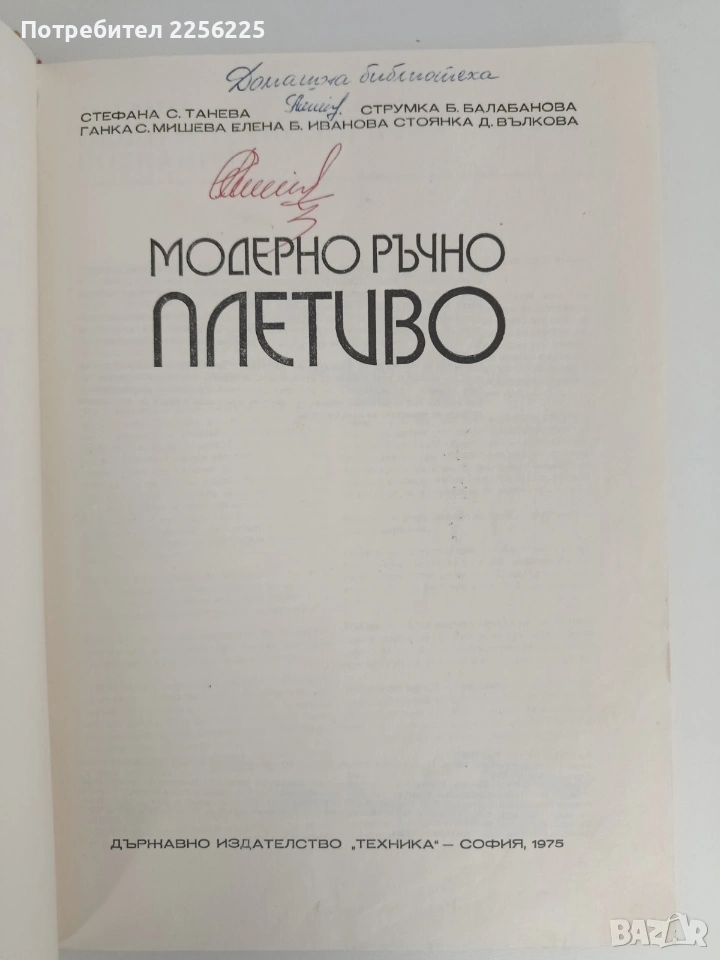 Потребител 2256225
Домашна библиотека
СТЕФАНА С. ТАНЕВА СТРУМКА Б. БАЛАБАНОВА
ГАНКА С. МИШЕВА ЕЛЕНА Б. ИВАНОВА СТОЯНКА Д. ВЪЛКОВА
МОДЕРНО РЪЧНО
ПЛЕТИВО
ДЪРЖАВНО ИЗДАТЕЛСТВО „ТЕХНИКА“ — СОФИЯ, 1975
BAZAR